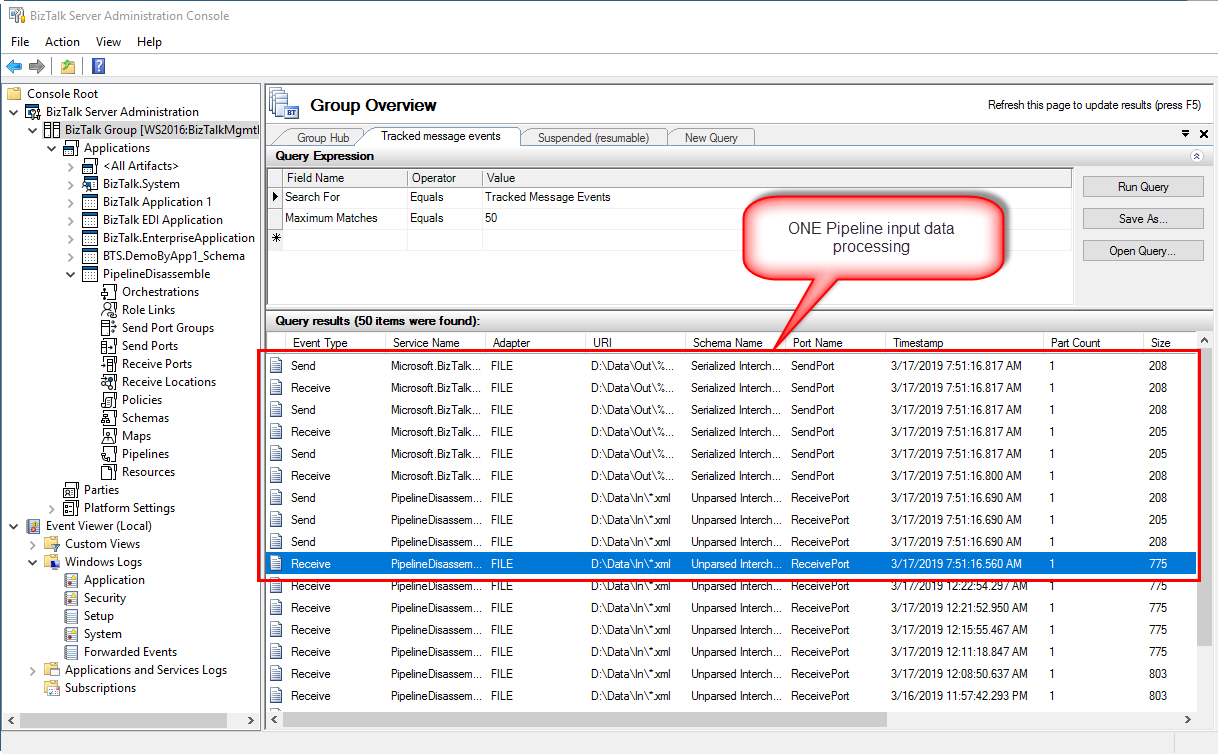 BizTalk Server Administration Console
File Action View Help
Console Root
BizTalk Server Administration
BizTalk Group [WS2016:BizTalkMgmtI
Applications
<All Artifacts>
BizTalk.System
BizTalk Application 1
BizTalk EDI Application
BizTalk.EnterpriseApplication
BTS.DemoByApp1_Schema
PipelineDisassemble
Orchestrations
Role Links
Send Port Groups
Send Ports
Receive Ports
Receive Locations
Policies
Schemas
Maps
Pipelines
Resources
Parties
Platform Settings
Event Viewer (Local)
Custom Views
Windows Logs
Application
Security
Setup
System
Forwarded Events
Applications and Services Logs
Subscriptions
BT
Group Overview
Refresh this page to update results (press F5)
Group Hub Tracked message events Suspended (resumable) New Query
Query Expression
Field Name Operator Value
Search For Equals Tracked Message Events
Maximum Matches Equals 50
Run Query
Save As...
Open Query...
ONE Pipeline input data
processing
Query results (50 items were found):
Event Type Service Name Adapter URI Schema Name Port Name Timestamp Part Count Size
Send Microsoft.BizTalk... FILE D:\Data\Out\%... Serialized Interch... SendPort 3/17/2019 7:51:16.817 AM 1 208
Receive Microsoft.BizTalk... FILE D:\Data\Out\%... Serialized Interch... SendPort 3/17/2019 7:51:16.817 AM 1 208
Send Microsoft.BizTalk... FILE D:\Data\Out\%... Serialized Interch... SendPort 3/17/2019 7:51:16.817 AM 1 208
Receive Microsoft.BizTalk... FILE D:\Data\Out\%... Serialized Interch... SendPort 3/17/2019 7:51:16.817 AM 1 205
Send Microsoft.BizTalk... FILE D:\Data\Out\%... Serialized Interch... SendPort 3/17/2019 7:51:16.817 AM 1 205
Receive Microsoft.BizTalk... FILE D:\Data\Out\%... Serialized Interch... SendPort 3/17/2019 7:51:16.800 AM 1 208
Send PipelineDisassem... FILE D:\Data\In\*.xml Unparsed Interch... ReceivePort 3/17/2019 7:51:16.690 AM 1 208
Send PipelineDisassem... FILE D:\Data\In\*.xml Unparsed Interch... ReceivePort 3/17/2019 7:51:16.690 AM 1 205
Send PipelineDisassem... FILE D:\Data\In\*.xml Unparsed Interch... ReceivePort 3/17/2019 7:51:16.690 AM 1 208
Receive PipelineDisassem... FILE D:\Data\In\*.xml Unparsed Interch... ReceivePort 3/17/2019 7:51:16.560 AM 1 775
Receive PipelineDisassem... FILE D:\Data\In\*.xml Unparsed Interch... ReceivePort 3/17/2019 12:22:54.297 AM 1 775
Receive PipelineDisassem... FILE D:\Data\In\*.xml Unparsed Interch... ReceivePort 3/17/2019 12:21:52.950 AM 1 775
Receive PipelineDisassem... FILE D:\Data\In\*.xml Unparsed Interch... ReceivePort 3/17/2019 12:15:55.467 AM 1 775
Receive PipelineDisassem... FILE D:\Data\In\*.xml Unparsed Interch... ReceivePort 3/17/2019 12:11:18.847 AM 1 775
Receive PipelineDisassem... FILE D:\Data\In\*.xml Unparsed Interch... ReceivePort 3/17/2019 12:08:50.637 AM 1 803
Receive PipelineDisassem... FILE D:\Data\In\*.xml Unparsed Interch... ReceivePort 3/16/2019 11:57:42.293 PM 1 803